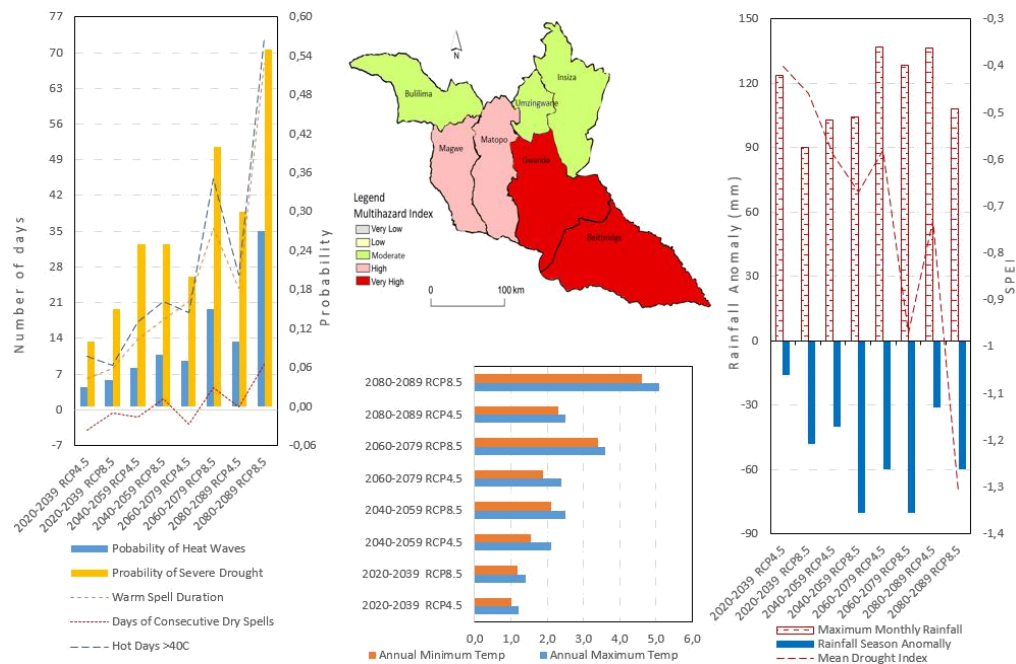 77
70
63
56
49
42
35
28
21
14
7
0
-7
Number of days
0,60
0,54
0,48
0,42
0,36
0,30
0,24
0,18
0,12
0,06
0,00
-0,06
Probability
2020-2039 RCP4.5
2020-2039 RCP8.5
2040-2059 RCP4.5
2040-2059 RCP8.5
2060-2079 RCP4.5
2060-2079 RCP8.5
2080-2089 RCP4.5
2080-2089 RCP8.5
Pobability of Heat Waves
Proability of Severe Drought
Warm Spell Duration
Days of Consecutive Dry Spells
Hot Days >40C
N
Bulilima
Insiza
Umzingwane
Magwe
Matopo
Gwanda
Beitbridge
Legend
Multihazard Index
Very Low
Low
Moderate
High
Very High
0 100 km
2080-2089 RCP8.5
2080-2089 RCP4.5
2060-2079 RCP8.5
2060-2079 RCP4.5
2040-2059 RCP8.5
2040-2059 RCP4.5
2020-2039 RCP8.5
2020-2039 RCP4.5
0,0 1,0 2,0 3,0 4,0 5,0 6,0
Annual Minimum Temp Annual Maximum Temp
150
120
90
60
30
0
-30
-60
-90
Rainfall Anomaly (mm)
-0,3
-0,4
-0,5
-0,6
-0,7
-0,8
-0,9
-1
-1,1
-1,2
-1,3
-1,4
SPEI
2020-2039 RCP4.5
2020-2039 RCP8.5
2040-2059 RCP4.5
2040-2059 RCP8.5
2060-2079 RCP4.5
2060-2079 RCP8.5
2080-2089 RCP4.5
2080-2089 RCP8.5
Maximum Monthly Rainfall
Rainfall Season Anomally
Mean Drought Index